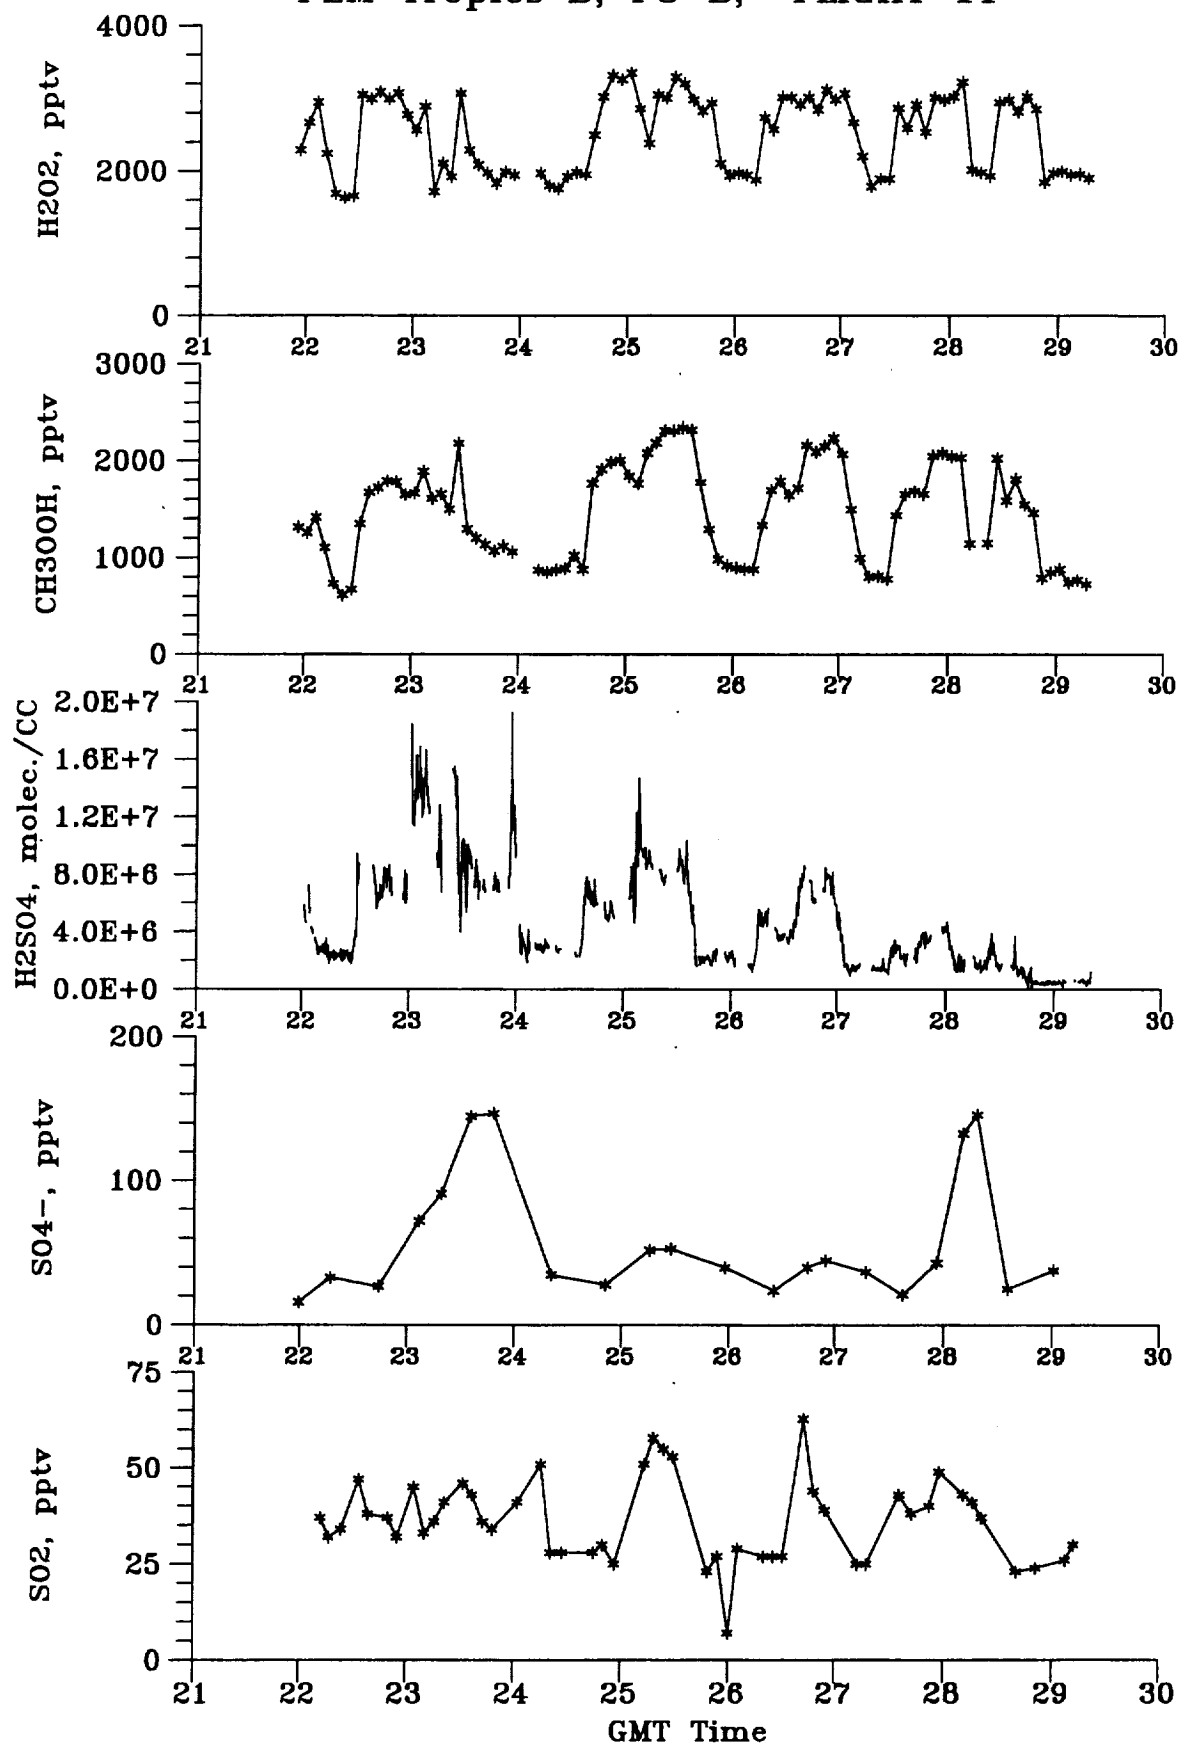 4000
2000
0
H2O2, pptv
21 22 23 24 25 26 27 28 29 30
3000
2000
1000
0
CH3OOH, pptv
21 22 23 24 25 26 27 28 29 30
2.0E+7
1.6E+7
1.2E+7
8.0E+6
4.0E+6
0.0E+0
H2SO4, molec./CC
21 22 23 24 25 26 27 28 29 30
200
100
0
SO4-, pptv
21 22 23 24 25 26 27 28 29 30
75
50
25
0
SO2, pptv
21 22 23 24 25 26 27 28 29 30
GMT Time